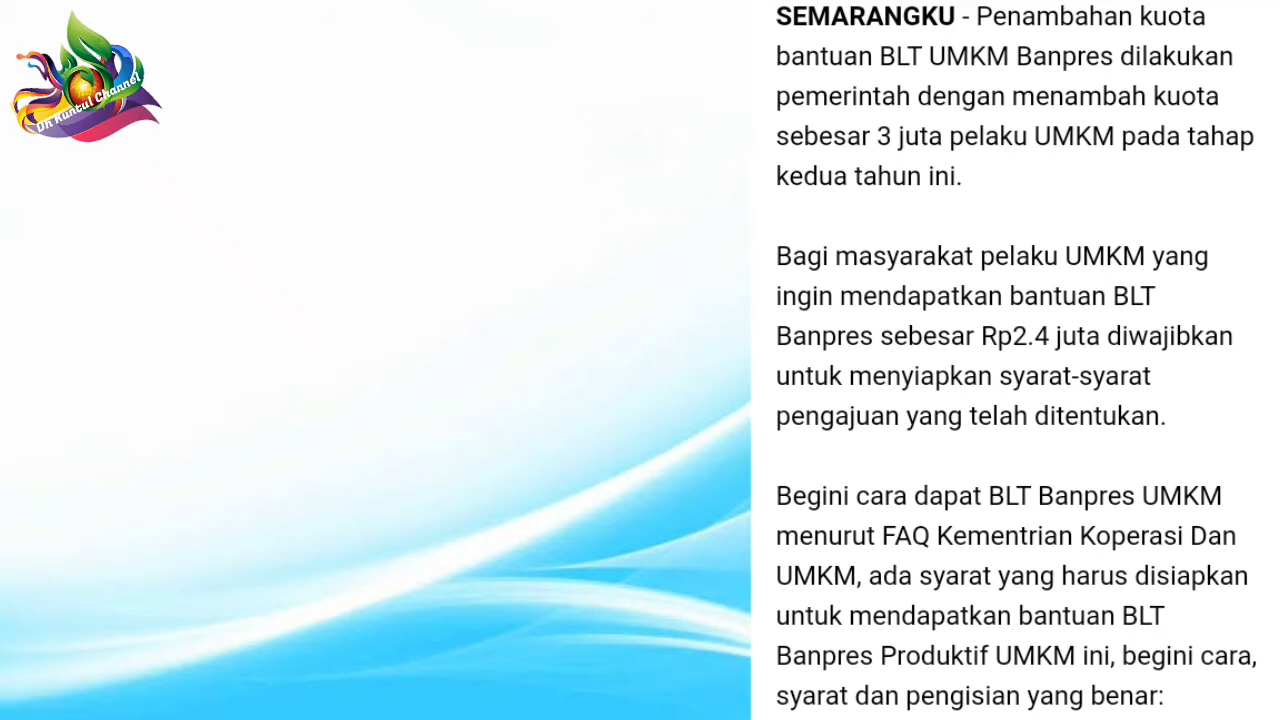 Dn Kuntul Channel
SEMARANGKU - Penambahan kuota
bantuan BLT UMKM Banpres dilakukan
pemerintah dengan menambah kuota
sebesar 3 juta pelaku UMKM pada tahap
kedua tahun ini.
Bagi masyarakat pelaku UMKM yang
ingin mendapatkan bantuan BLT
Banpres sebesar Rp2.4 juta diwajibkan
untuk menyiapkan syarat-syarat
pengajuan yang telah ditentukan.
Begini cara dapat BLT Banpres UMKM
menurut FAQ Kementrian Koperasi Dan
UMKM, ada syarat yang harus disiapkan
untuk mendapatkan bantuan BLT
Banpres Produktif UMKM ini, begini cara,
syarat dan pengisian yang benar: